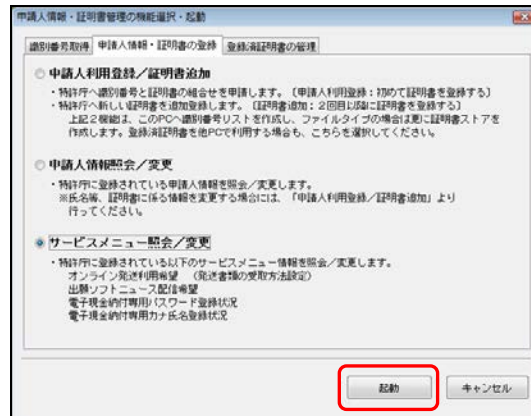 申請人情報・証明書管理の機能選択・起動
識別番号取得 申請人情報・証明書の登録 登録済証明書の管理
申請人利用登録／証明書追加
・特許庁へ識別番号と証明書の組合せを申請します。（申請人利用登録：初めて証明書を登録する）
・特許庁へ新しい証明書を追加登録します。（証明書追加：2回目以降に証明書を登録する）
上記2機能は、このPCへ識別番号リストを作成し、ファイルタイプの場合は更に証明書ストアを
作成します。登録済証明書を他PCで利用する場合も、こちらを選択してください。
申請人情報照会／変更
・特許庁に登録されている申請人情報を照会／変更します。
※氏名等、証明書に係る情報を変更する場合には、「申請人利用登録／証明書追加」より
行ってください。
サービスメニュー照会／変更
・特許庁に登録されている以下のサービスメニュー情報を照会／変更します。
オンライン発送利用希望 （発送書類の受取方法設定）
出願ソフトニュース配信希望
電子現金納付専用パスワード登録状況
電子現金納付専用カナ氏名登録状況
起動 キャンセル